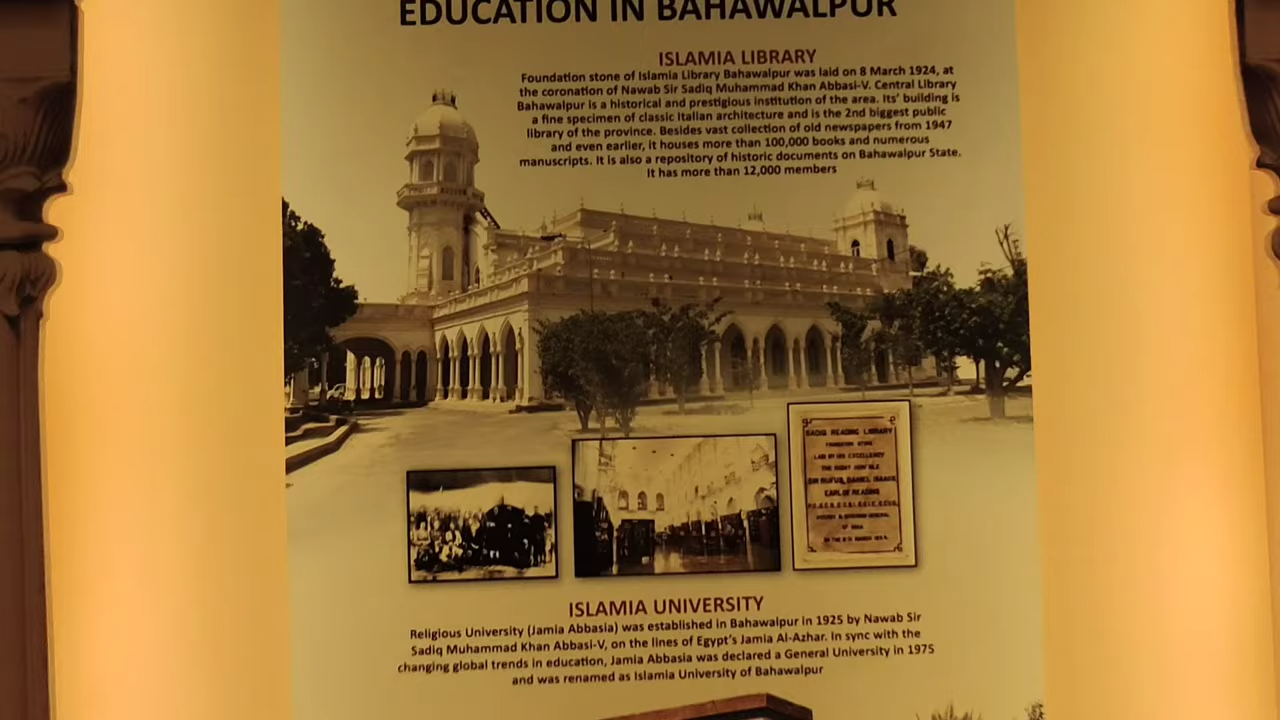 EDUCATION IN BAHAWALPUR
ISLAMIA LIBRARY
Foundation stone of Islamia Library Bahawalpur was laid on 8 March 1924, at
the coronation of Nawab Sir Sadiq Muhammad Khan Abbasi-V. Central Library
Bahawalpur is a historical and prestigious institution of the area. Its' building is
a fine specimen of classic Italian architecture and is the 2nd biggest public
library of the province. Besides vast collection of old newspapers from 1947
and even earlier, it houses more than 100,000 books and numerous
manuscripts. It is also a repository of historic documents on Bahawalpur State.
It has more than 12,000 members
SADIQ READING LIBRARY
FOUNDATION STONE
LAID BY HIS EXCELLENCY
THE RIGHT HON'BLE
SIR RUFUS DANIEL ISAACS
EARL OF READING
OF INDIA
ON THE 8TH MARCH 1924.
ISLAMIA UNIVERSITY
Religious University (Jamia Abbasia) was established in Bahawalpur in 1925 by Nawab Sir
Sadiq Muhammad Khan Abbasi-V, on the lines of Egypt's Jamia Al-Azhar. In sync with the
changing global trends in education, Jamia Abbasia was declared a General University in 1975
and was renamed as Islamia University of Bahawalpur